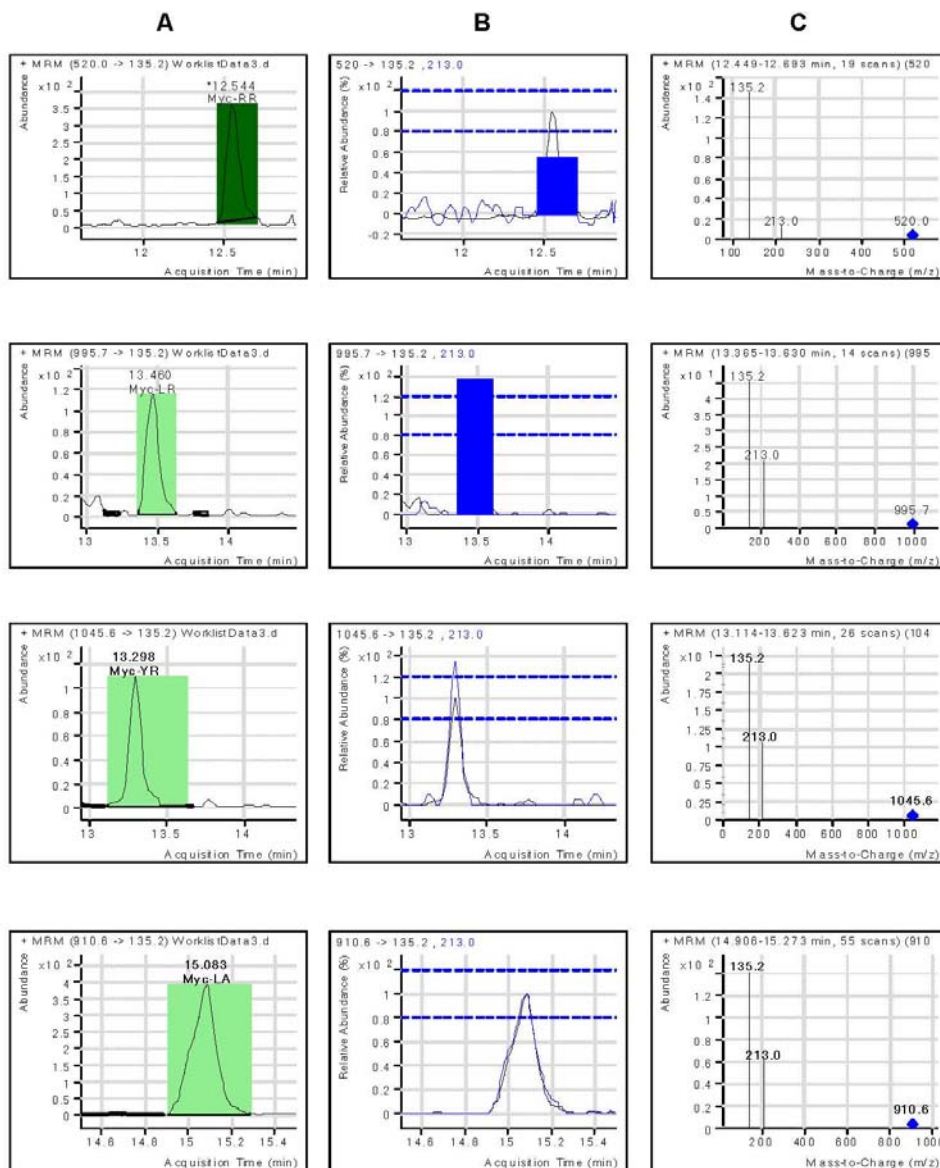 A B C
+ MRM (520.0 -> 135.2) WorklistData3.d
x10 2
*12.544
Myc-RR
3.5
3
2.5
2
1.5
1
0.5
0
12 12.5
Abundance
Acquisition Time (min)
520 -> 135.2 , 213.0
x10 2
1.2
1
0.8
0.6
0.4
0.2
0
-0.2
12 12.5
Relative Abundance (%)
Acquisition Time (min)
+ MRM (12.449-12.693 min, 19 scans) (520
x10 2
135.2
1.4
1.2
1
0.8
0.6
0.4
0.2
0
213.0 520.0
100 200 300 400 500
Abundance
Mass-to-Charge (m/z)
+ MRM (995.7 -> 135.2) WorklistData3.d
x10 2
13.460
Myc-LR
1.2
1
0.8
0.6
0.4
0.2
0
13 13.5 14
Abundance
Acquisition Time (min)
995.7 -> 135.2 , 213.0
x10 2
1.2
1
0.8
0.6
0.4
0.2
0
13 13.5 14
Relative Abundance (%)
Acquisition Time (min)
+ MRM (13.365-13.630 min, 14 scans) (995
x10 1
135.2
4
3.5
3
2.5
2
1.5
1
0.5
0
213.0
995.7
200 400 600 800 1000
Abundance
Mass-to-Charge (m/z)
+ MRM (1045.6 -> 135.2) WorklistData3.d
x10 2
13.298
Myc-YR
1
0.8
0.6
0.4
0.2
0
13 13.5 14
Abundance
Acquisition Time (min)
1045.6 -> 135.2 , 213.0
x10 2
1.2
1
0.8
0.6
0.4
0.2
0
13 13.5 14
Relative Abundance (%)
Acquisition Time (min)
+ MRM (13.114-13.623 min, 26 scans) (104
x10 1
135.2
2
1.75
1.5
1.25
1
0.75
0.5
0.25
0
213.0
1045.6
0 200 400 600 800 1000
Abundance
Mass-to-Charge (m/z)
+ MRM (910.6 -> 135.2) WorklistData3.d
x10 2
15.083
Myc-LA
4
3.5
3
2.5
2
1.5
1
0.5
0
14.6 14.8 15 15.2 15.4
Abundance
Acquisition Time (min)
910.6 -> 135.2 , 213.0
x10 2
1.2
1
0.8
0.6
0.4
0.2
0
14.6 14.8 15 15.2 15.4
Relative Abundance (%)
Acquisition Time (min)
+ MRM (14.906-15.273 min, 55 scans) (910
x10 2
135.2
1.2
1
0.8
0.6
0.4
0.2
0
213.0
910.6
200 400 600 800
Abundance
Mass-to-Charge (m/z)